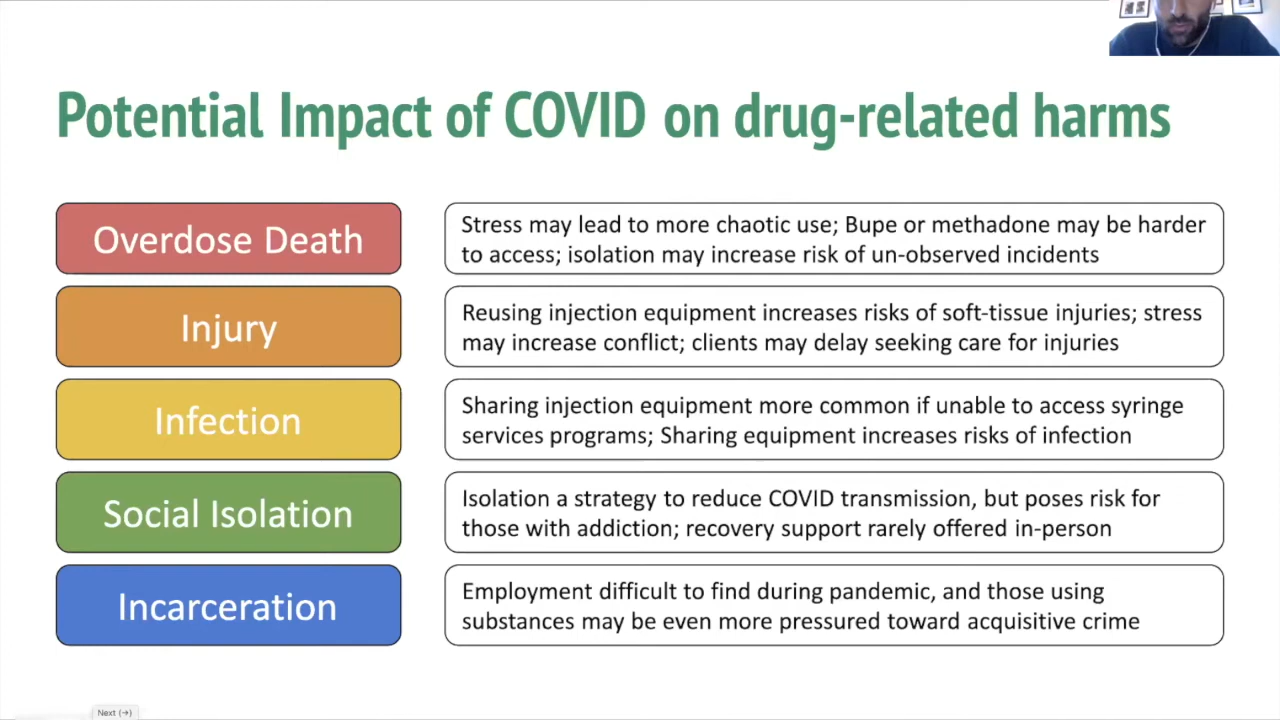 Potential Impact of COVID on drug-related harms
Overdose Death
Stress may lead to more chaotic use; Bupe or methadone may be harder
to access; isolation may increase risk of un-observed incidents
Injury
Reusing injection equipment increases risks of soft-tissue injuries; stress
may increase conflict; clients may delay seeking care for injuries
Infection
Sharing injection equipment more common if unable to access syringe
services programs; Sharing equipment increases risks of infection
Social Isolation
Isolation a strategy to reduce COVID transmission, but poses risk for
those with addiction; recovery support rarely offered in-person
Incarceration
Employment difficult to find during pandemic, and those using
substances may be even more pressured toward acquisitive crime
Next (→)